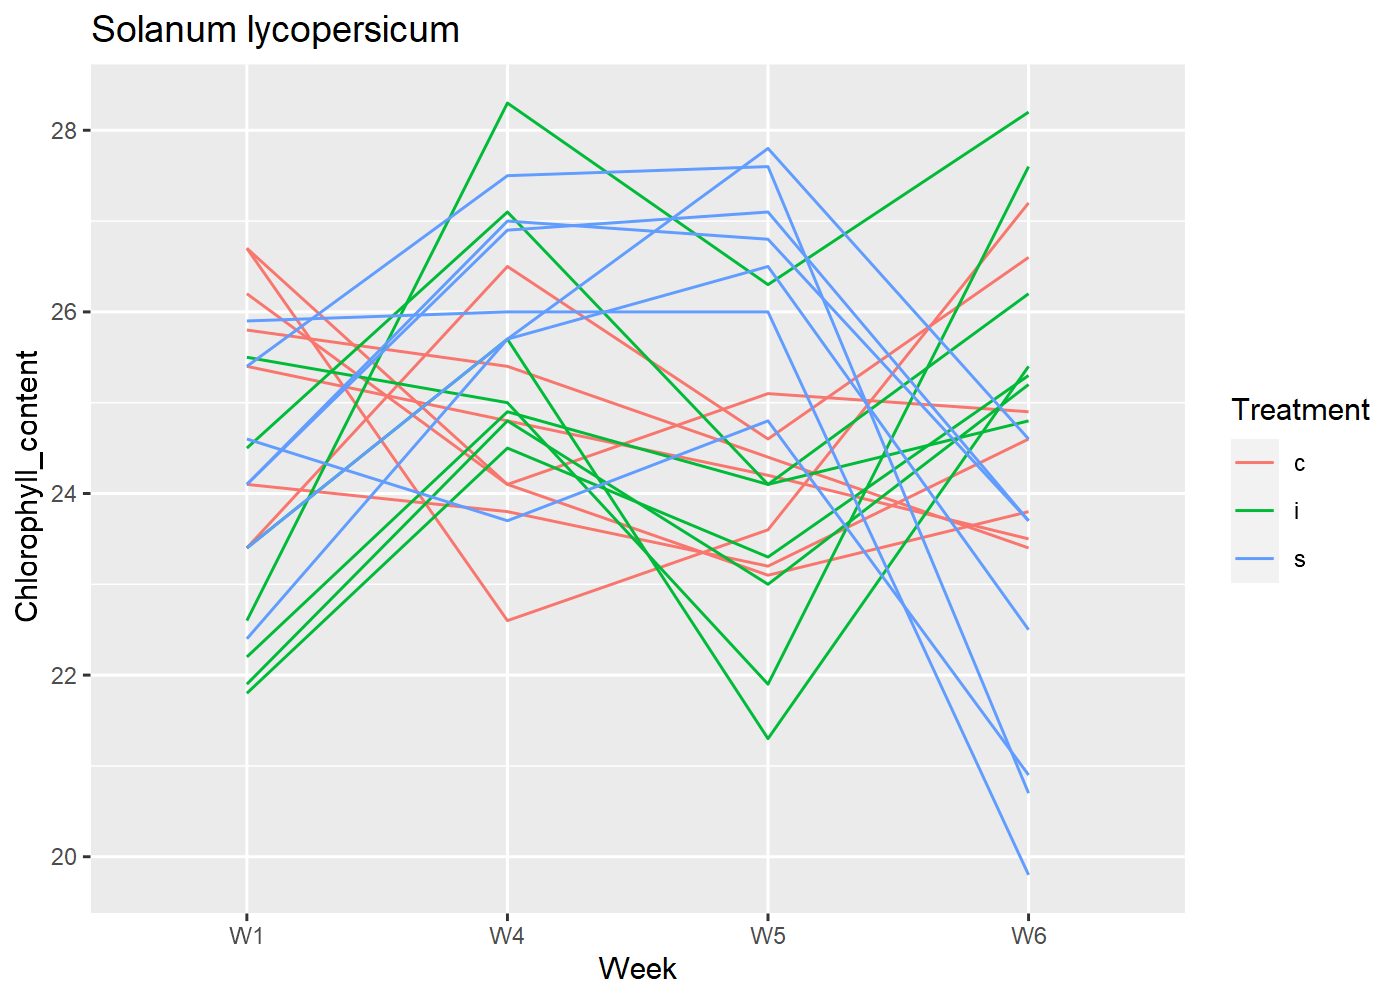 Solanum lycopersicum
Chlorophyll_content
28
26
24
22
20
W1 W4 W5 W6
Week
Treatment
c
i
s